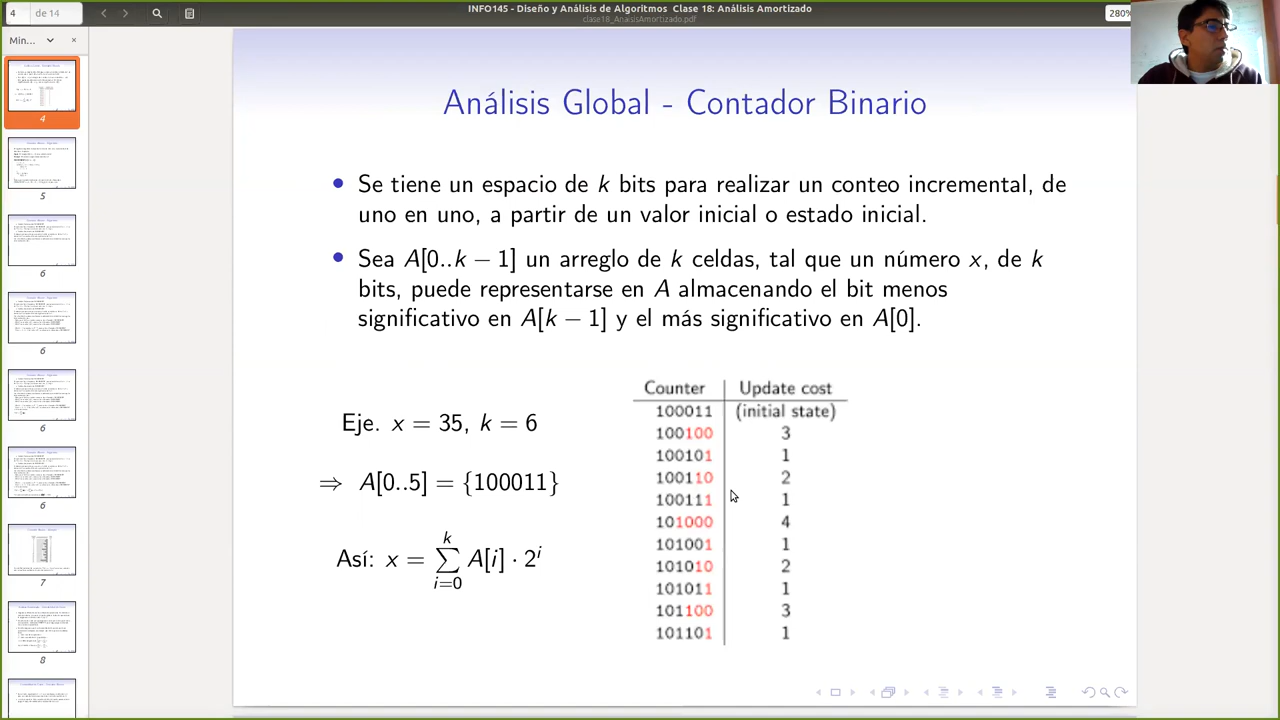 INFO145 - Diseño y Análisis de Algoritmos Clase 18: Análisis Amortizado
clase18_AnaisisAmortizado.pdf
4 de 14
280%
Min...
4
5
6
6
6
6
7
8
Análisis Global - Contador Binario
Se tiene un espacio de k bits para realizar un conteo incremental, de
uno en uno, a partir de un valor inicial o estado inicial.
Sea A[0..k − 1] un arreglo de k celdas, tal que un número x, de k
bits, puede representarse en A almacenando el bit menos
significativo en A[k − 1] y el más significativo en A[0].
Eje. x = 35, k = 6
⇒ A[0..5] = {100011}
Así: x = k∑i=0 A[i] · 2^i
Counter Update cost
100011 (initial state)
100100 3
100101 1
100110 2
100111 1
101000 4
101001 1
101010 2
101011 1
101100 3
101101 1